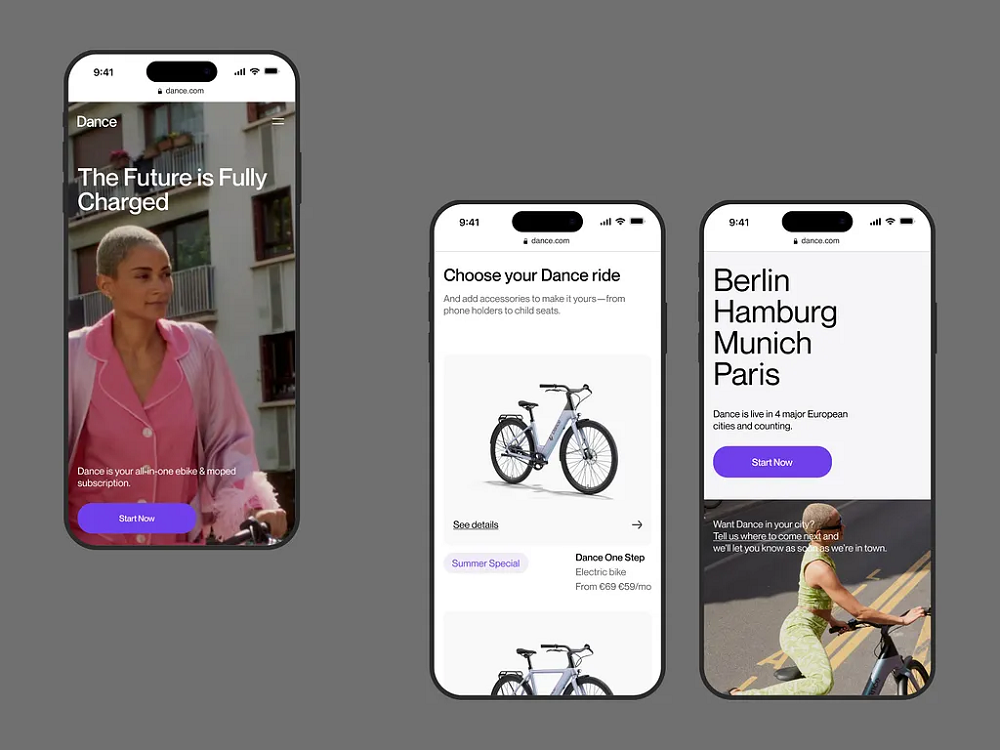 9:41
dance.com
Dance
The Future is Fully
Charged
Dance is your all-in-one ebike & moped
subscription.
Start Now
9:41
dance.com
Choose your Dance ride
And add accessories to make it yours—from
phone holders to child seats.
See details
Summer Special
Dance One Step
Electric bike
From €69 €59/mo
9:41
dance.com
Berlin
Hamburg
Munich
Paris
Dance is live in 4 major European
cities and counting.
Start Now
Want Dance in your city?
Tell us where to come next and
we'll let you know as soon as we're in town.